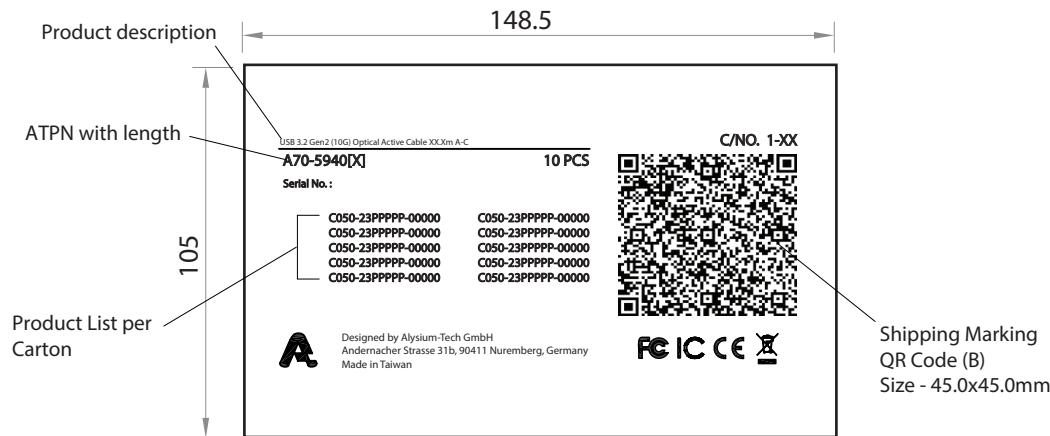 148.5
Product description
ATPN with length
105
USB 3.2 Gen2 (10G) Optical Active Cable XX.Xm A-C
C/NO. 1-XX
A70-5940[X] 10 PCS
Serial No. :
C050-23PPPPP-00000 C050-23PPPPP-00000
C050-23PPPPP-00000 C050-23PPPPP-00000
C050-23PPPPP-00000 C050-23PPPPP-00000
C050-23PPPPP-00000 C050-23PPPPP-00000
C050-23PPPPP-00000 C050-23PPPPP-00000
Product List per
Carton
Designed by Alysium-Tech GmbH
Andernacher Strasse 31b, 90411 Nuremberg, Germany
Made in Taiwan
FC IC CE
Shipping Marking
QR Code (B)
Size - 45.0x45.0mm